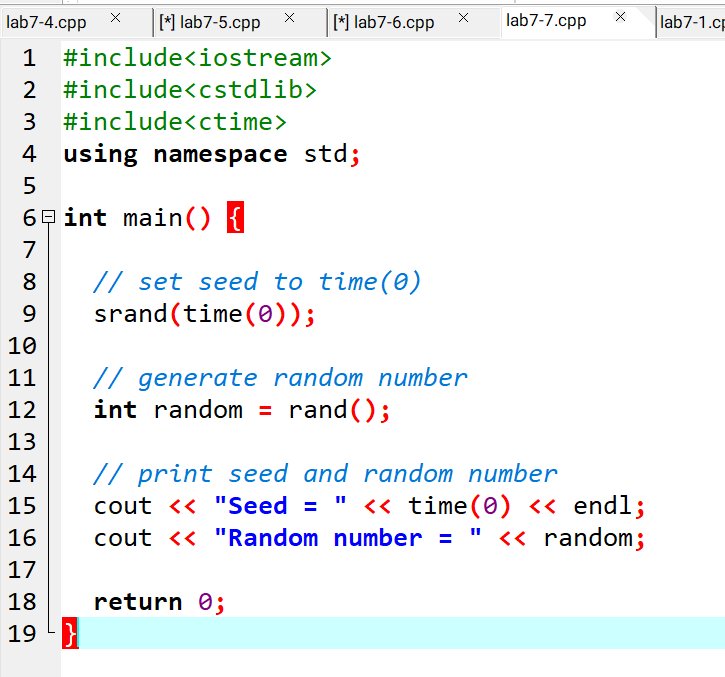 lab7-4.cpp × [*] lab7-5.cpp × [*] lab7-6.cpp × lab7-7.cpp × lab7-1.cp
1 #include<iostream>
2 #include<cstdlib>
3 #include<ctime>
4 using namespace std;
5
6 int main() {
7
8 // set seed to time(0)
9 srand(time(0));
10
11 // generate random number
12 int random = rand();
13
14 // print seed and random number
15 cout << "Seed = " << time(0) << endl;
16 cout << "Random number = " << random;
17
18 return 0;
19 }